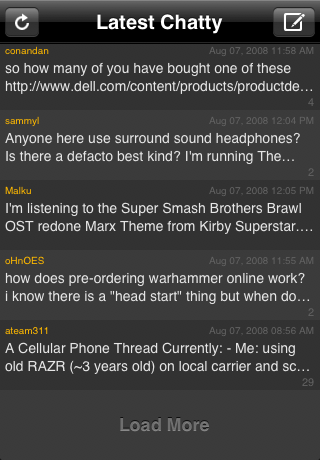 Latest Chatty
conandan Aug 07, 2008 11:58 AM
so how many of you have bought one of these
http://www.dell.com/content/products/productde...
4
sammyl Aug 07, 2008 12:04 PM
Anyone here use surround sound headphones?
Is there a defacto best kind? I'm running The...
2
Malku Aug 07, 2008 12:05 PM
I'm listening to the Super Smash Brothers Brawl
OST redone Marx Theme from Kirby Superstar....
oHnOES Aug 07, 2008 11:55 AM
how does pre-ordering warhammer online work?
i know there is a "head start" thing but when do...
2
ateam311 Aug 07, 2008 08:56 AM
A Cellular Phone Thread Currently: - Me: using
old RAZR (~3 years old) on local carrier and sc...
29
Load More